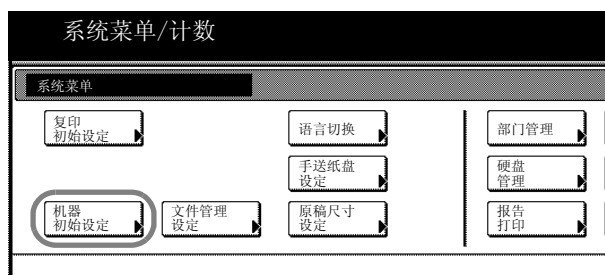 系统菜单/计数
系统菜单
复印
初始设定
语言切换
部门管理
手送纸盘
设定
硬盘
管理
机器
初始设定
文件管理
设定
原稿尺寸
设定
报告
打印